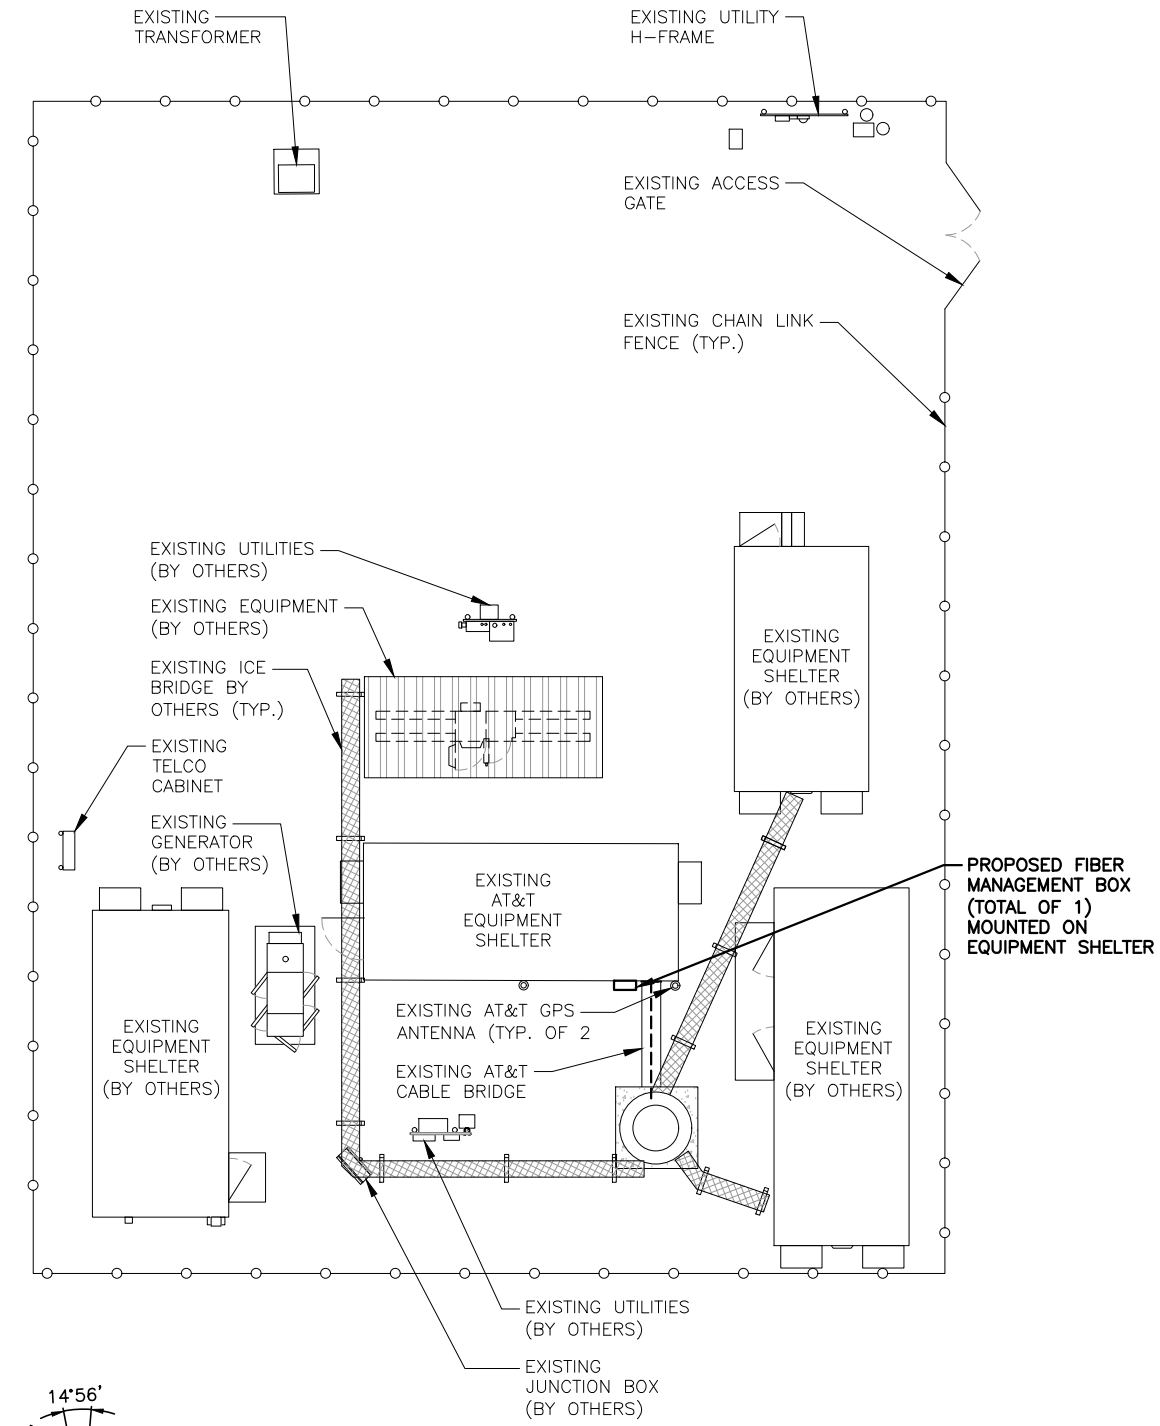 EXISTING
TRANSFORMER
EXISTING UTILITY
H-FRAME
EXISTING ACCESS
GATE
EXISTING CHAIN LINK
FENCE (TYP.)
EXISTING UTILITIES
(BY OTHERS)
EXISTING EQUIPMENT
(BY OTHERS)
EXISTING ICE
BRIDGE BY
OTHERS (TYP.)
EXISTING
TELCO
CABINET
EXISTING
GENERATOR
(BY OTHERS)
EXISTING
EQUIPMENT
SHELTER
(BY OTHERS)
EXISTING
AT&T
EQUIPMENT
SHELTER
PROPOSED FIBER
MANAGEMENT BOX
(TOTAL OF 1)
MOUNTED ON
EQUIPMENT SHELTER
EXISTING AT&T GPS
ANTENNA (TYP. OF 2
EXISTING AT&T
CABLE BRIDGE
EXISTING
EQUIPMENT
SHELTER
(BY OTHERS)
EXISTING
EQUIPMENT
SHELTER
(BY OTHERS)
EXISTING UTILITIES
(BY OTHERS)
EXISTING
JUNCTION BOX
(BY OTHERS)
14°56'